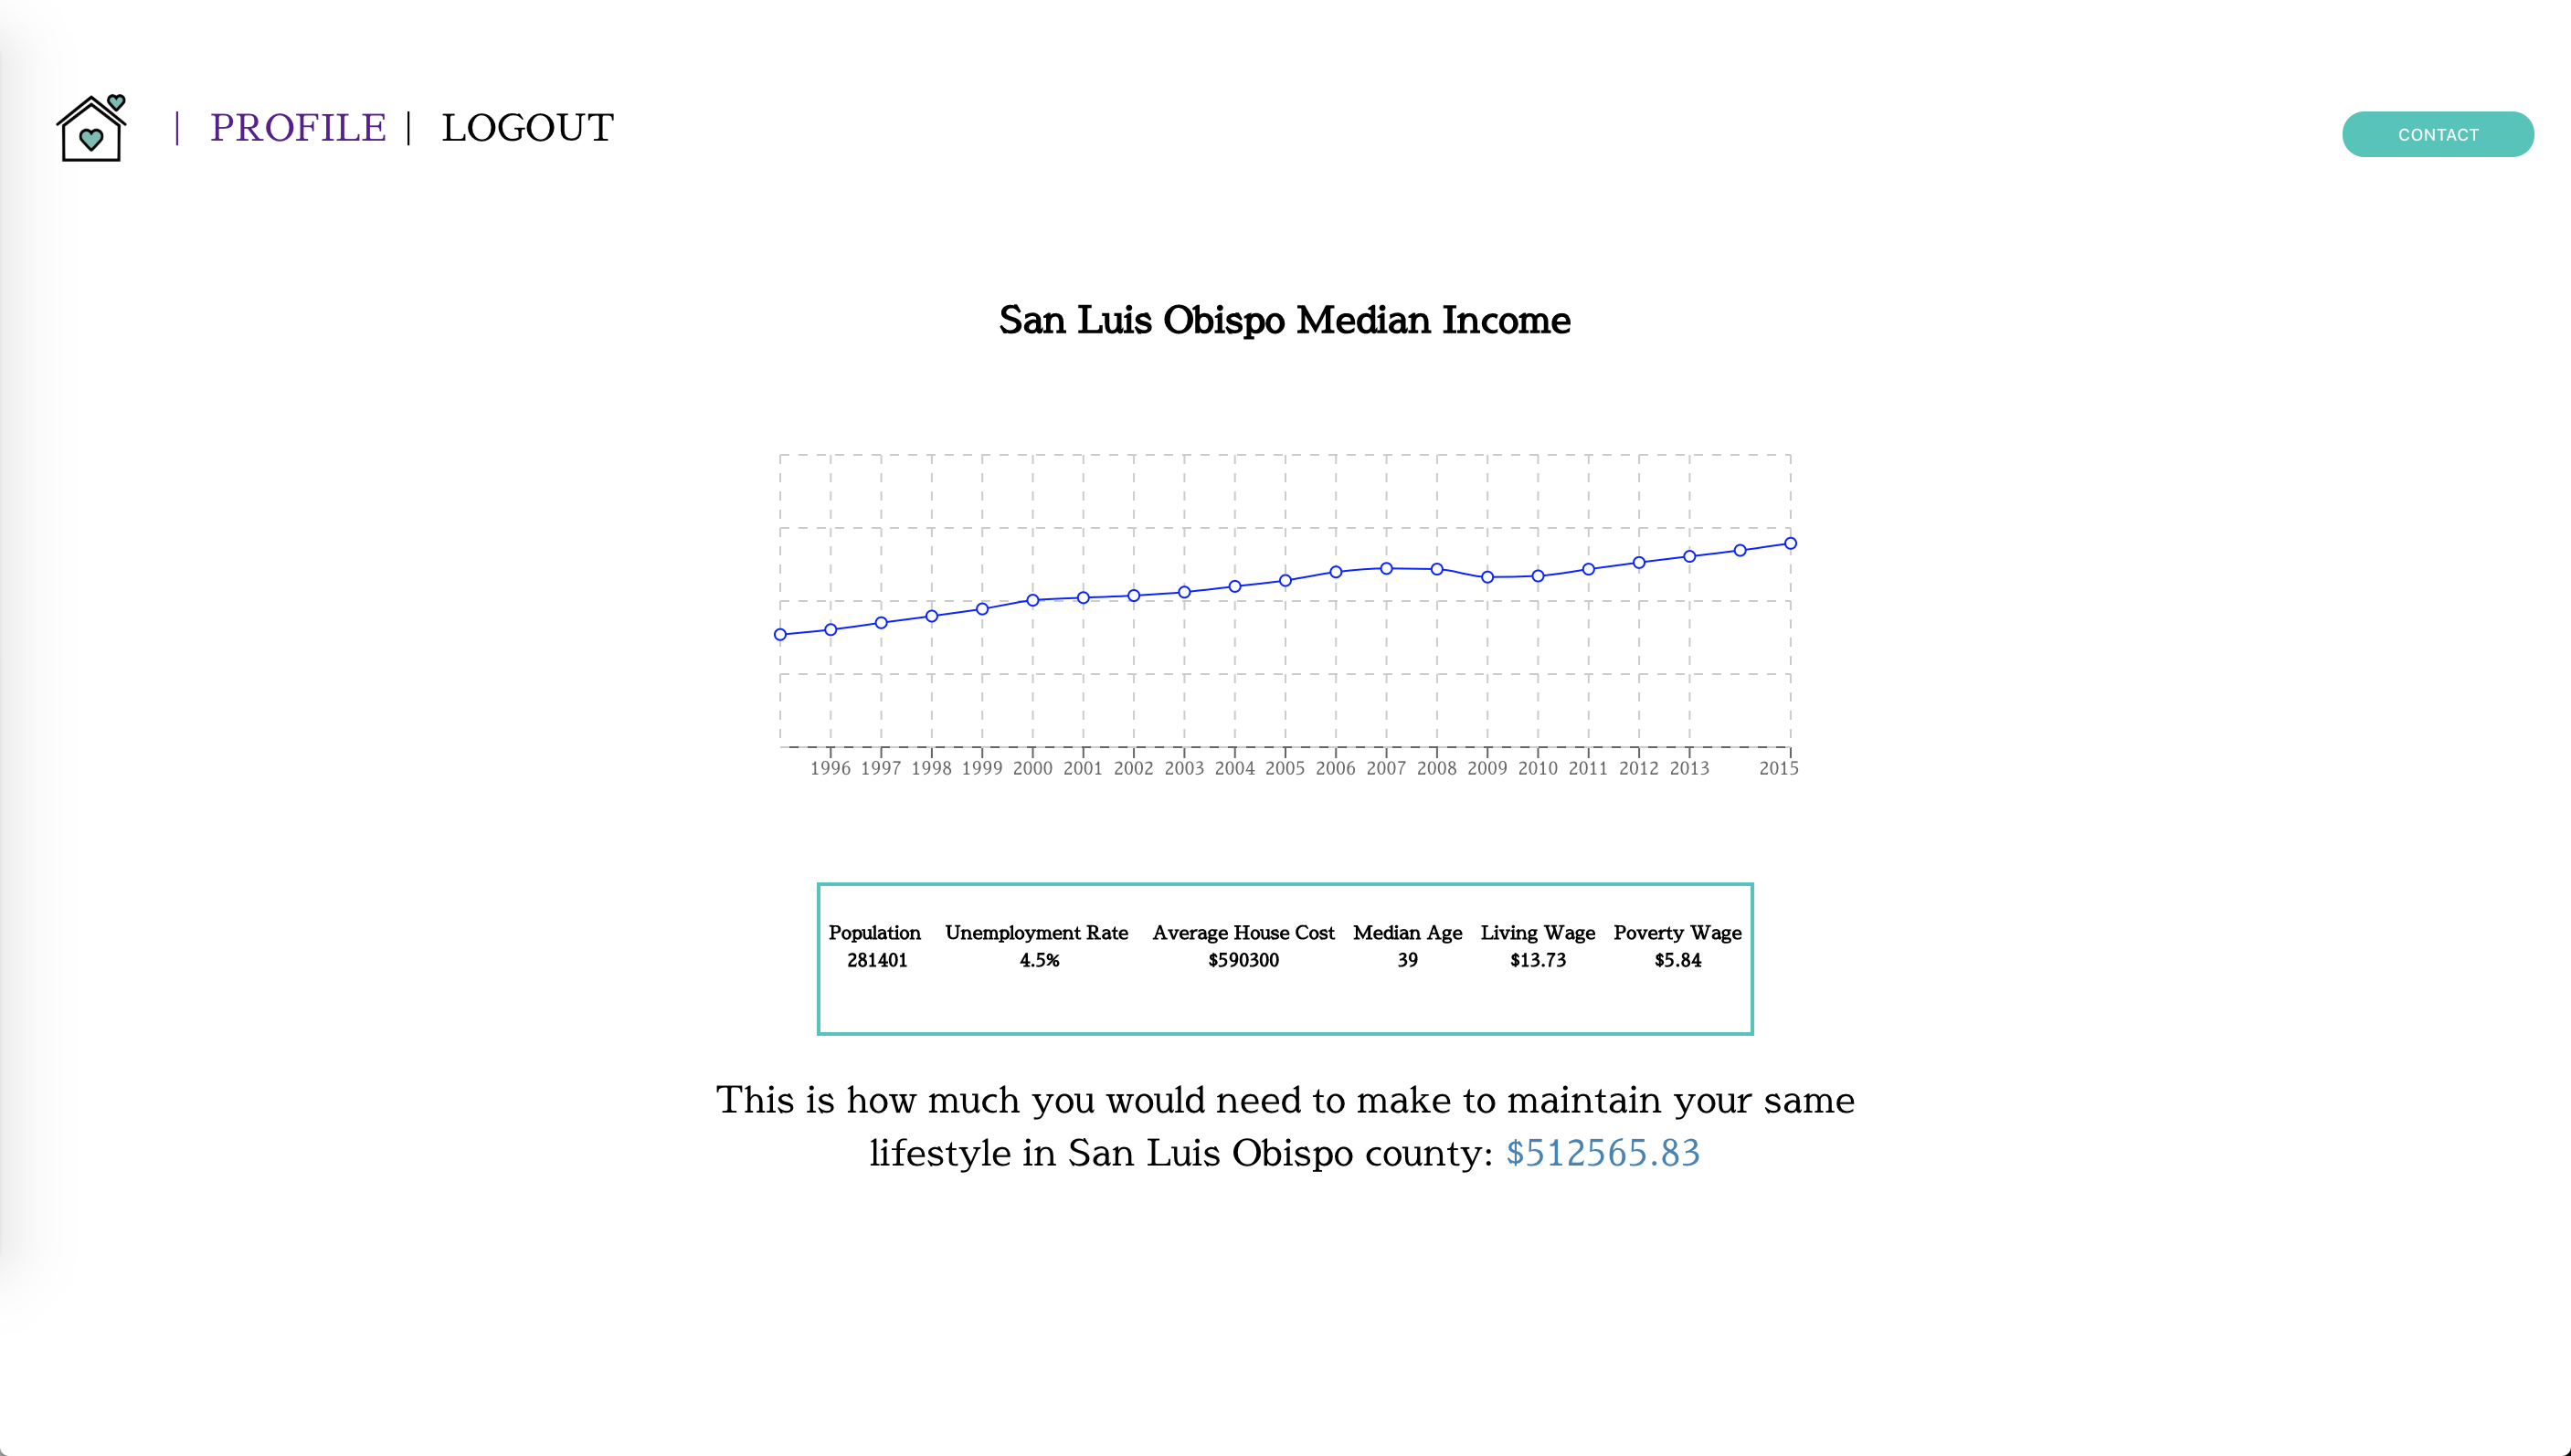 | PROFILE | LOGOUT
CONTACT
San Luis Obispo Median Income
1996 1997 1998 1999 2000 2001 2002 2003 2004 2005 2006 2007 2008 2009 2010 2011 2012 2013 2015
Population Unemployment Rate Average House Cost Median Age Living Wage Poverty Wage
281401 4.5% $590300 39 $13.73 $5.84
This is how much you would need to make to maintain your same
lifestyle in San Luis Obispo county: $512565.83